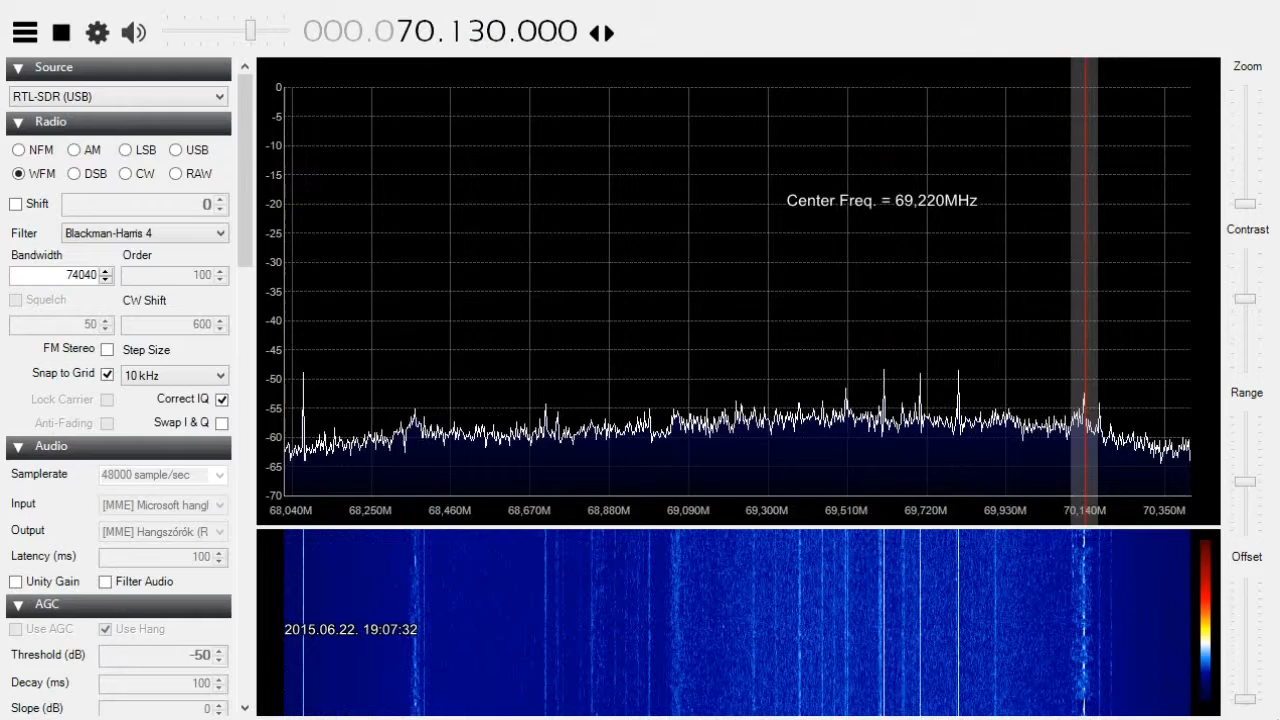 000.070.130.000
Source
RTL-SDR (USB)
Radio
NFM AM LSB USB
WFM DSB CW RAW
Shift 0
Filter Blackman-Harris 4
Bandwidth Order
74040 100
Squelch CW Shift
50 600
FM Stereo Step Size
Snap to Grid 10 kHz
Lock Carrier Correct IQ
Anti-Fading Swap I & Q
Audio
Samplerate 48000 sample/sec
Input [MME] Microsoft hangl
Output [MME] Hangszórók (R
Latency (ms) 100
Unity Gain Filter Audio
AGC
Use AGC Use Hang
Threshold (dB) -50
Decay (ms) 100
Slope (dB) 0
0
-5
-10
-15
-20
-25
-30
-35
-40
-45
-50
-55
-60
-65
-70
Center Freq. = 69,220MHz
68,040M 68,250M 68,460M 68,670M 68,880M 69,090M 69,300M 69,510M 69,720M 69,930M 70,140M 70,350M
2015.06.22. 19:07:32
Zoom
Contrast
Range
Offset